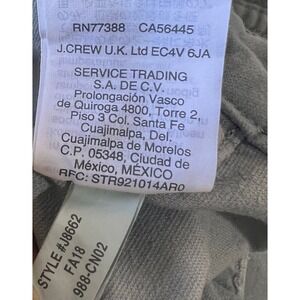 RN77388 CA56445
J.CREW U.K. Ltd EC4V 6JA
SERVICE TRADING
S.A. DE C.V.
Prolongación Vasco
de Quiroga 4800, Torre 2,
Piso 3 Col. Santa Fe
Cuajimalpa, Del.
Cuajimalpa de Morelos
C.P. 05348, Ciudad de
México, MÉXICO
RFC: STR921014AR0
STYLE #J8662
FA18
988-CN02